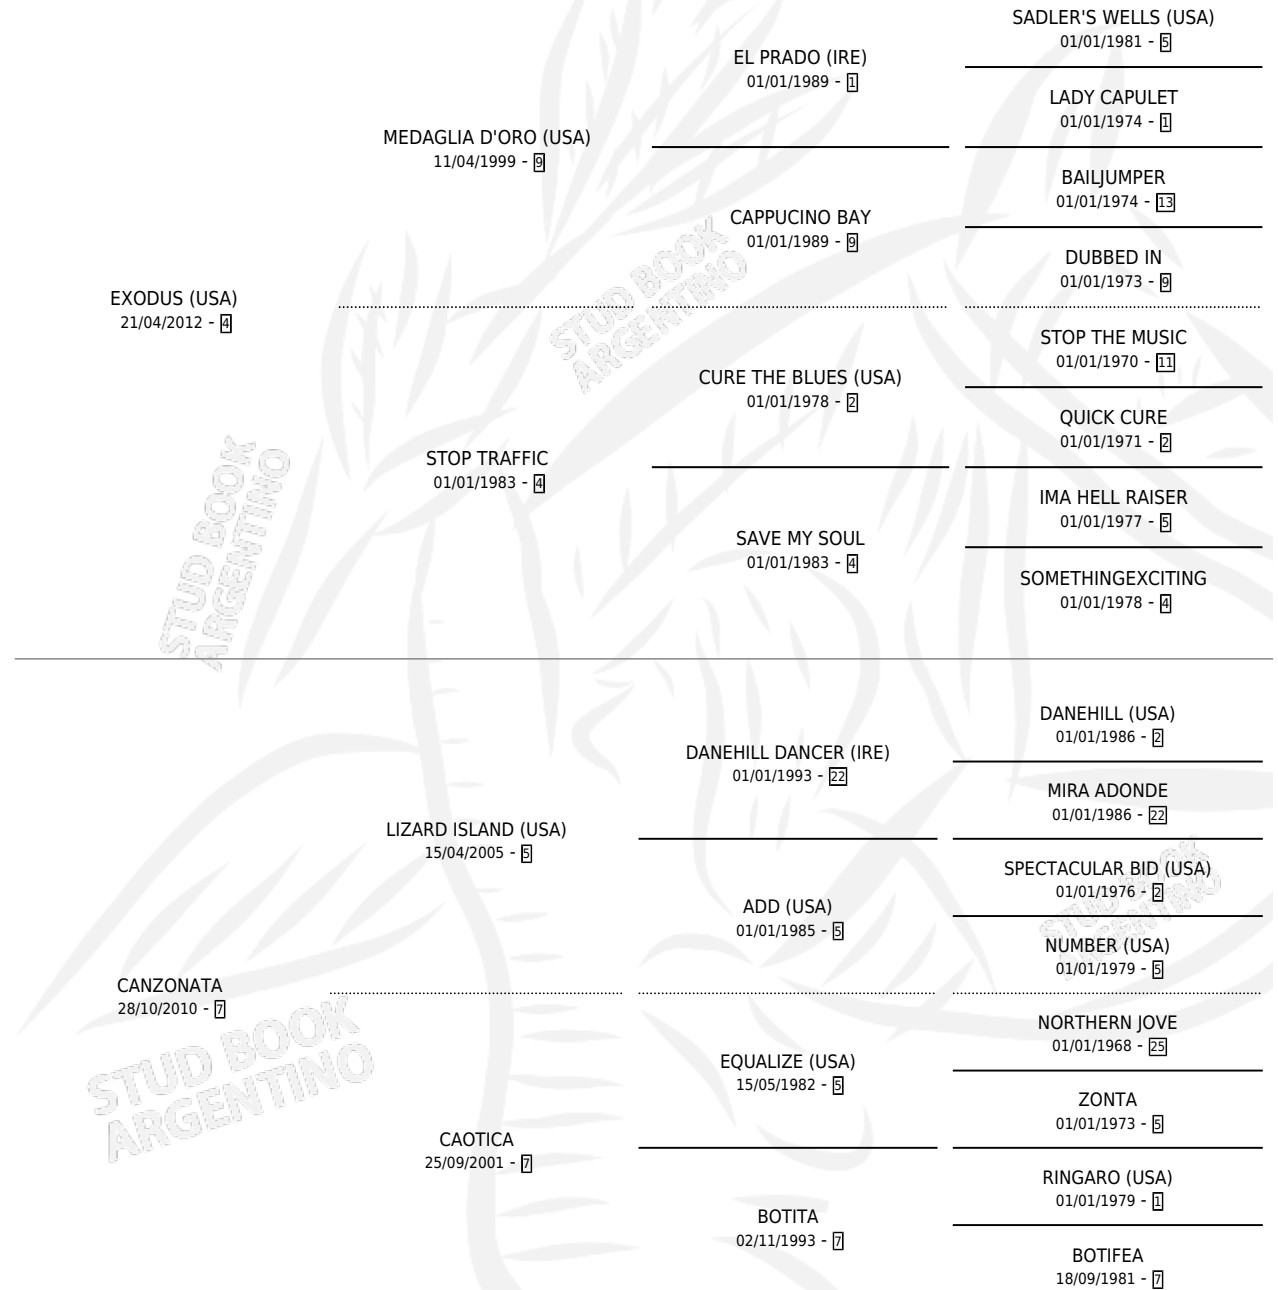 SADLER'S WELLS (USA)
01/01/1981 - 5
EL PRADO (IRE)
01/01/1989 - 1
LADY CAPULET
01/01/1974 - 1
MEDAGLIA D'ORO (USA)
11/04/1999 - 9
BAILJUMPER
01/01/1974 - 13
CAPPUCINO BAY
01/01/1989 - 9
DUBBED IN
01/01/1973 - 9
EXODUS (USA)
21/04/2012 - 4
STOP THE MUSIC
01/01/1970 - 11
CURE THE BLUES (USA)
01/01/1978 - 2
QUICK CURE
01/01/1971 - 2
STOP TRAFFIC
01/01/1983 - 4
IMA HELL RAISER
01/01/1977 - 5
SAVE MY SOUL
01/01/1983 - 4
SOMETHINGEXCITING
01/01/1978 - 4
DANEHILL (USA)
01/01/1986 - 2
DANEHILL DANCER (IRE)
01/01/1993 - 22
MIRA ADONDE
01/01/1986 - 22
LIZARD ISLAND (USA)
15/04/2005 - 5
SPECTACULAR BID (USA)
01/01/1976 - 2
ADD (USA)
01/01/1985 - 5
NUMBER (USA)
01/01/1979 - 5
CANZONATA
28/10/2010 - 7
NORTHERN JOVE
01/01/1968 - 25
EQUALIZE (USA)
15/05/1982 - 5
ZONTA
01/01/1973 - 5
CAOTICA
25/09/2001 - 7
RINGARO (USA)
01/01/1979 - 1
BOTITA
02/11/1993 - 7
BOTIFEA
18/09/1981 - 7
STUD BOOK
ARGENTINO
STUD BOOK
ARGENTINO
STUD BOOK
ARGENTINO
STUD BOOK
ARGENTINO